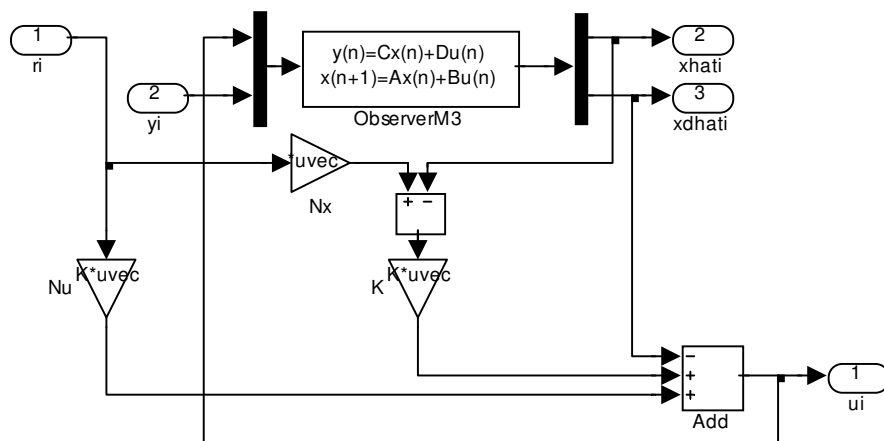 1
ri
2
yi
y(n)=Cx(n)+Du(n)
x(n+1)=Ax(n)+Bu(n)
ObserverM3
2
xhati
3
xdhati
*uvec
Nx
+ −
K*uvec
Nu
K*uvec
K
−
+
+
Add
1
ui